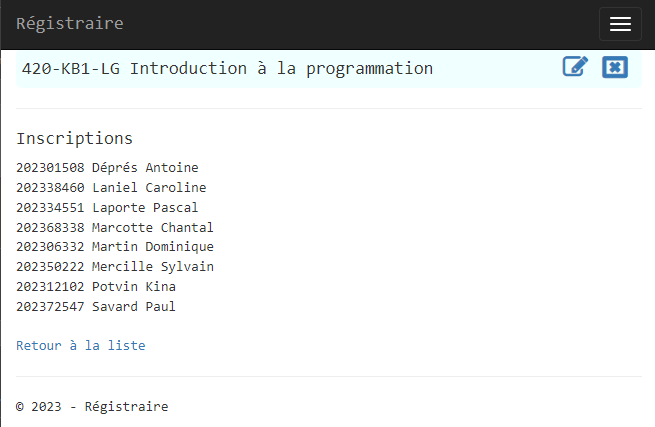 Régistraire
420-KB1-LG Introduction à la programmation
Inscriptions
202301508 Déprés Antoine
202338460 Laniel Caroline
202334551 Laporte Pascal
202368338 Marcotte Chantal
202306332 Martin Dominique
202350222 Mercille Sylvain
202312102 Potvin Kina
202372547 Savard Paul
Retour à la liste
© 2023 - Régistraire